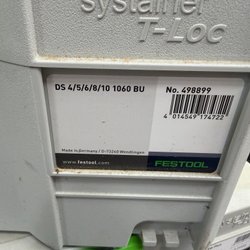 systainer
T-LOC
DS 4/5/6/8/10 1060 BU
No. 498899
4 014549 174722
Made in Germany / D-73240 Wendlingen
www.festool.com
FESTOOL